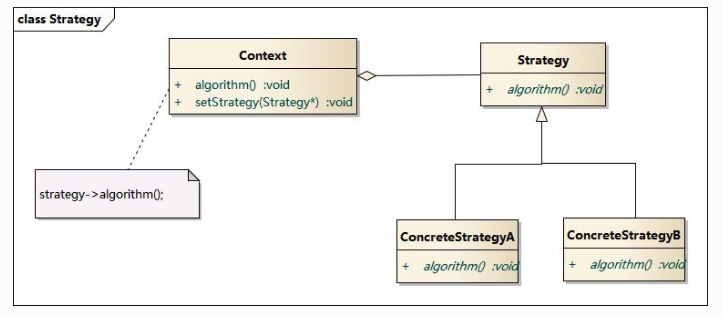 class Strategy
Context
+ algorithm() :void
+ setStrategy(Strategy*) :void
Strategy
+ algorithm() :void
strategy->algorithm();
ConcreteStrategyA
+ algorithm() :void
ConcreteStrategyB
+ algorithm() :void